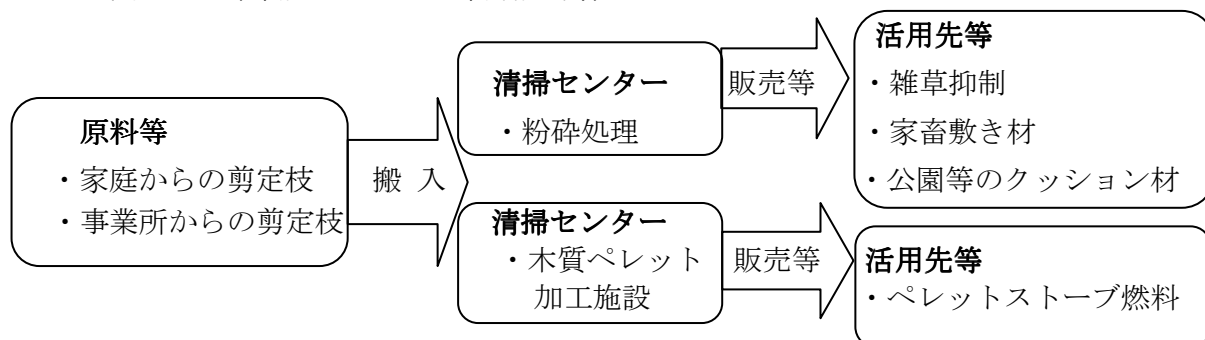 原料等
・家庭からの剪定枝
・事業所からの剪定枝
搬 入
清掃センター
・粉砕処理
販売等
活用先等
・雑草抑制
・家畜敷き材
・公園等のクッション材
清掃センター
・木質ペレット
加工施設
販売等
活用先等
・ペレットストーブ燃料